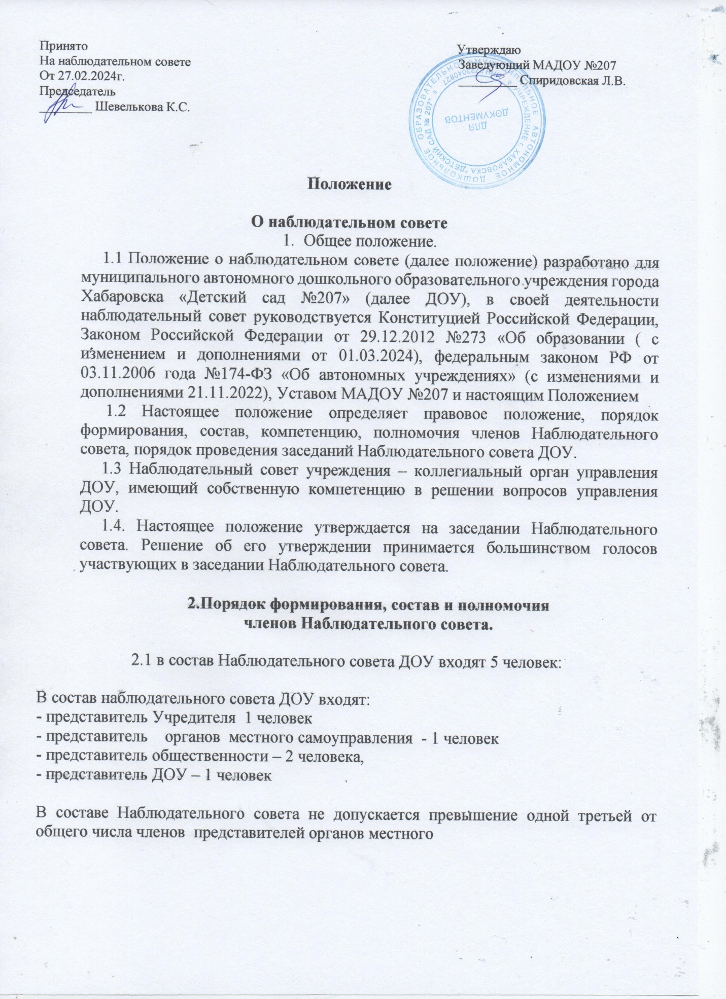 Принято
На наблюдательном совете
От 27.02.2024г.
Председатель
________ Шевелькова К.С.
Утверждаю
Заведующий МАДОУ №207
_________ Спиридовская Л.В.
МУНИЦИПАЛЬНОЕ АВТОНОМНОЕ ДОШКОЛЬНОЕ ОБРАЗОВАТЕЛЬНОЕ
УЧРЕЖДЕНИЕ г. ХАБАРОВСКА "ДЕТСКИЙ САД № 207"
ДЛЯ
ДОКУМЕНТОВ
Положение
О наблюдательном совете
1. Общее положение.
1.1 Положение о наблюдательном совете (далее положение) разработано для
муниципального автономного дошкольного образовательного учреждения города
Хабаровска «Детский сад №207» (далее ДОУ), в своей деятельности
наблюдательный совет руководствуется Конституцией Российской Федерации,
Законом Российской Федерации от 29.12.2012 №273 «Об образовании ( с
изменением и дополнениями от 01.03.2024), федеральным законом РФ от
03.11.2006 года №174-ФЗ «Об автономных учреждениях» (с изменениями и
дополнениями 21.11.2022), Уставом МАДОУ №207 и настоящим Положением
1.2 Настоящее положение определяет правовое положение, порядок
формирования, состав, компетенцию, полномочия членов Наблюдательного
совета, порядок проведения заседаний Наблюдательного совета ДОУ.
1.3 Наблюдательный совет учреждения – коллегиальный орган управления
ДОУ, имеющий собственную компетенцию в решении вопросов управления
ДОУ.
1.4. Настоящее положение утверждается на заседании Наблюдательного
совета. Решение об его утверждении принимается большинством голосов
участвующих в заседании Наблюдательного совета.
2.Порядок формирования, состав и полномочия
членов Наблюдательного совета.
2.1 в состав Наблюдательного совета ДОУ входят 5 человек:
В состав наблюдательного совета ДОУ входят:
- представитель Учредителя 1 человек
- представитель органов местного самоуправления - 1 человек
- представитель общественности – 2 человека,
- представитель ДОУ – 1 человек
В составе Наблюдательного совета не допускается превышение одной третьей от
общего числа членов представителей органов местного